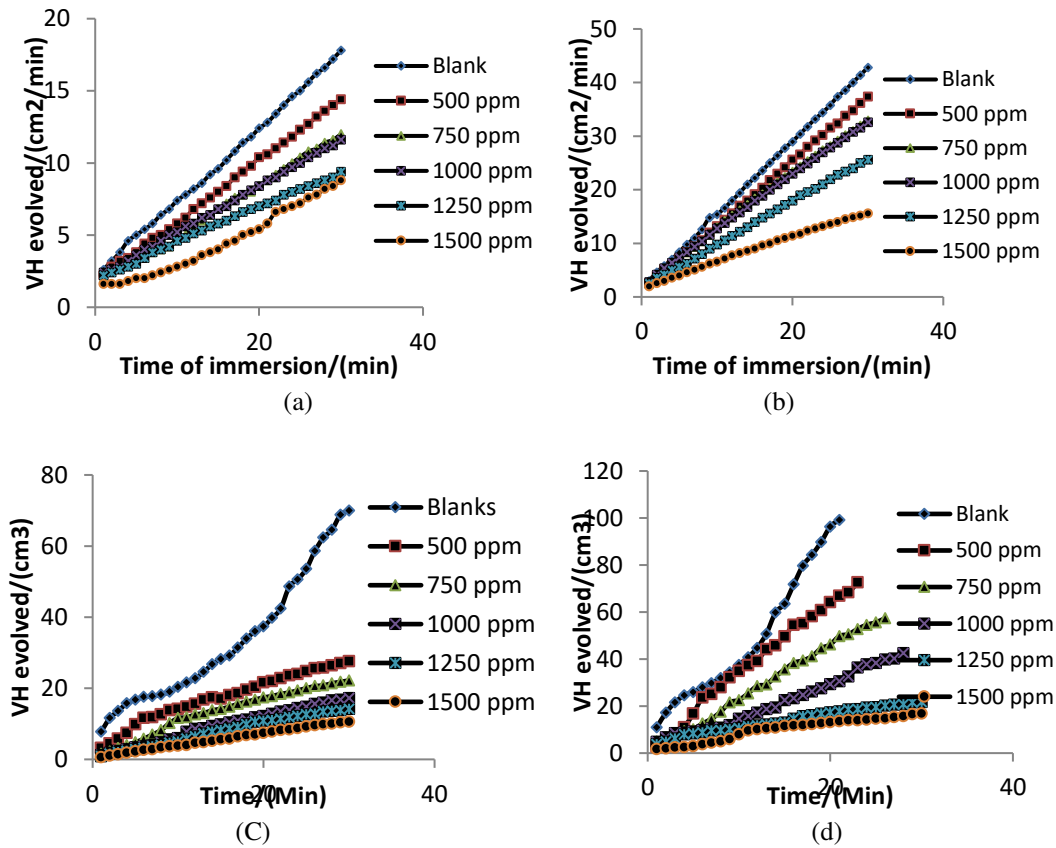 VH evolved/(cm2/min)
20
15
10
5
0
0
20
40
Time of immersion/(min)
Blank
500 ppm
750 ppm
1000 ppm
1250 ppm
1500 ppm
(a)
VH evolved/(cm2/min)
50
40
30
20
10
0
0
20
40
Time of immersion/(min)
Blank
500 ppm
750 ppm
1000 ppm
1250 ppm
1500 ppm
(b)
VH evolved/(cm3)
80
60
40
20
0
0
20
40
Time/(Min)
Blanks
500 ppm
750 ppm
1000 ppm
1250 ppm
1500 ppm
(C)
VH evolved/(cm3)
120
100
80
60
40
20
0
0
20
40
Time/(Min)
Blank
500 ppm
750 ppm
1000 ppm
1250 ppm
1500 ppm
(d)